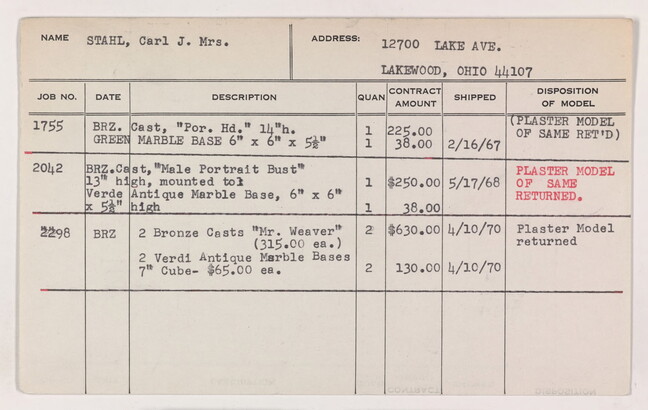 NAME STAHL, Carl J. Mrs. ADDRESS: 12700 LAKE AVE.
LAKEWOOD, OHIO 44107
JOB NO. DATE DESCRIPTION QUAN CONTRACT AMOUNT SHIPPED DISPOSITION OF MODEL
1755 BRZ. Cast, "Por. Hd." 14"h. 1 225.00 (PLASTER MODEL
GREEN MARBLE BASE 6" x 6" x 5½" 1 38.00 2/16/67 OF SAME RET'D)
2042 BRZ.Cast,"Male Portrait Bust" PLASTER MODEL
13" high, mounted to1 1 $250.00 5/17/68 OF SAME
Verde Antique Marble Base, 6" x 6" RETURNED.
x 5½" high 1 38.00
2298 BRZ 2 Bronze Casts "Mr. Weaver" 2 $630.00 4/10/70 Plaster Model
(315.00 ea.) returned
2 Verdi Antique Marble Bases
7" Cube- $65.00 ea. 2 130.00 4/10/70